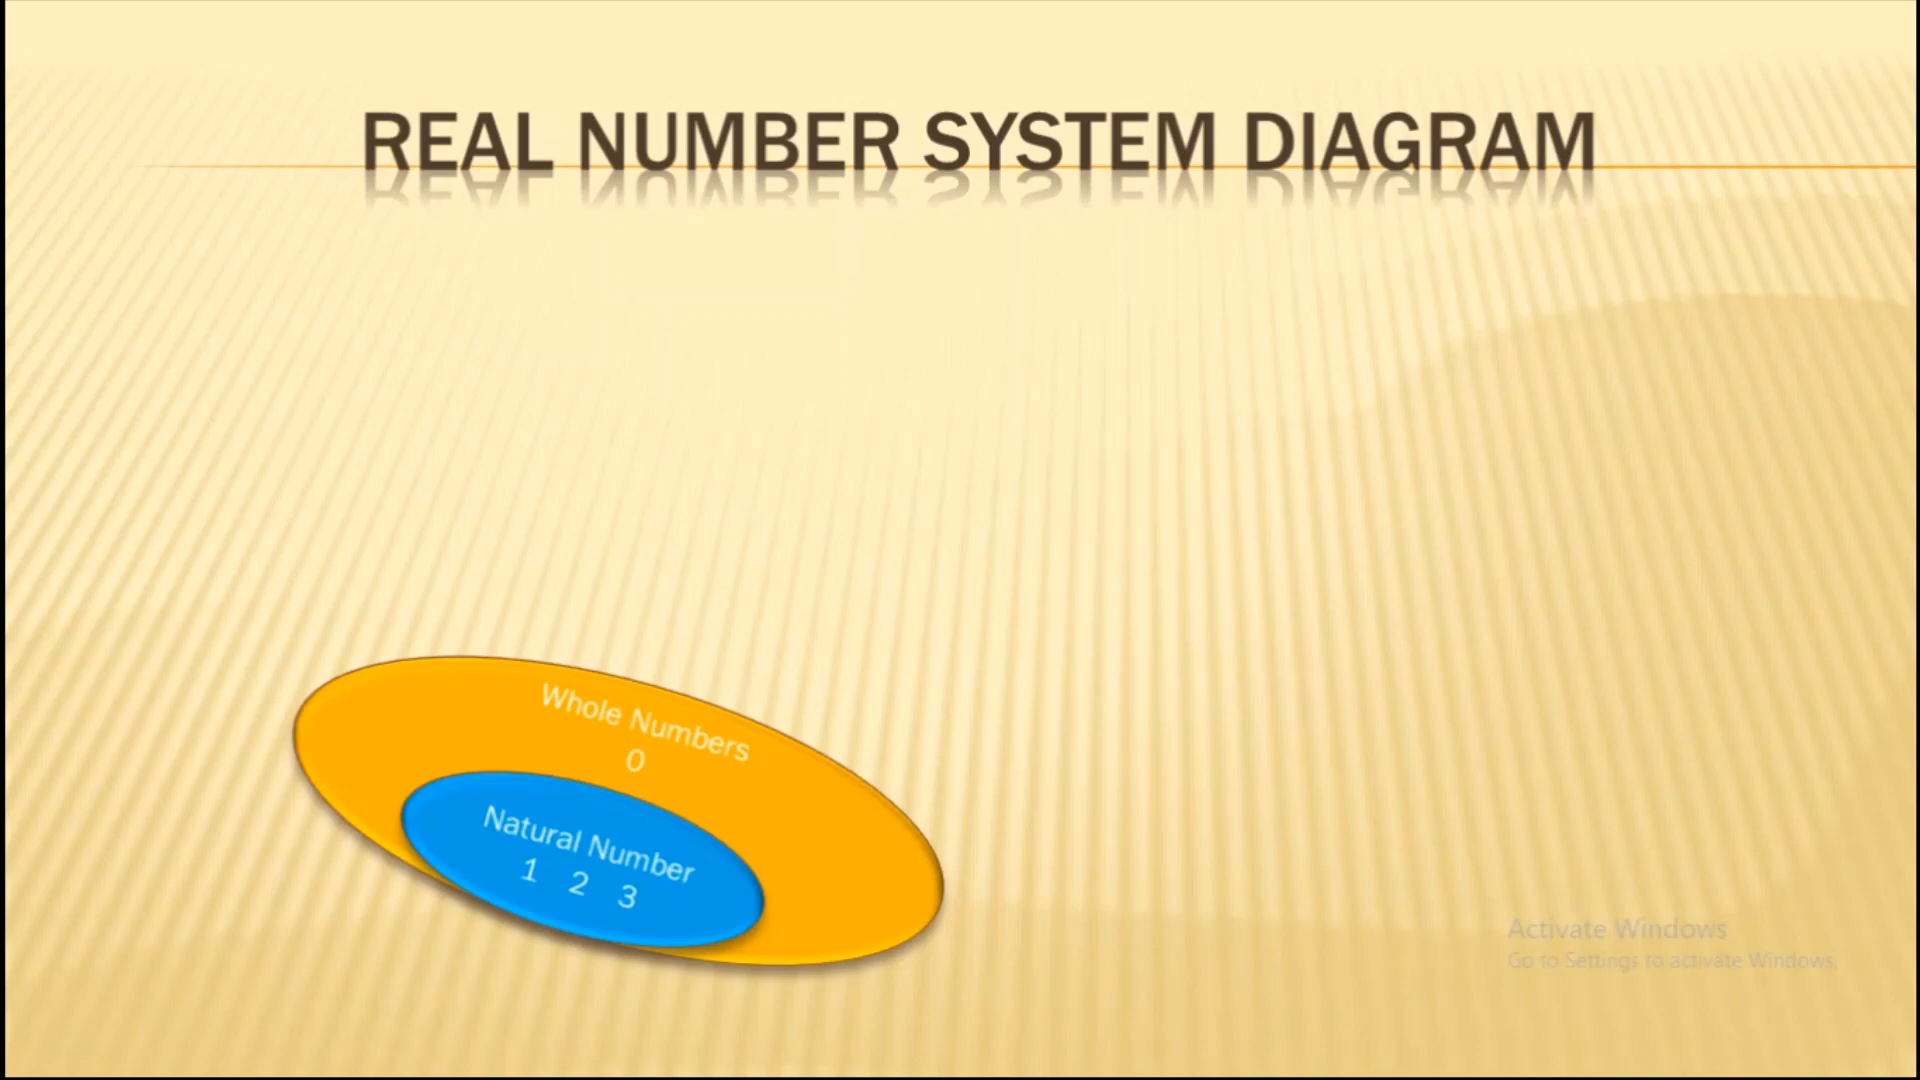 REAL NUMBER SYSTEM DIAGRAM
Whole Numbers
0
Natural Number
1 2 3
Activate Windows
Go to Settings to activate Windows.